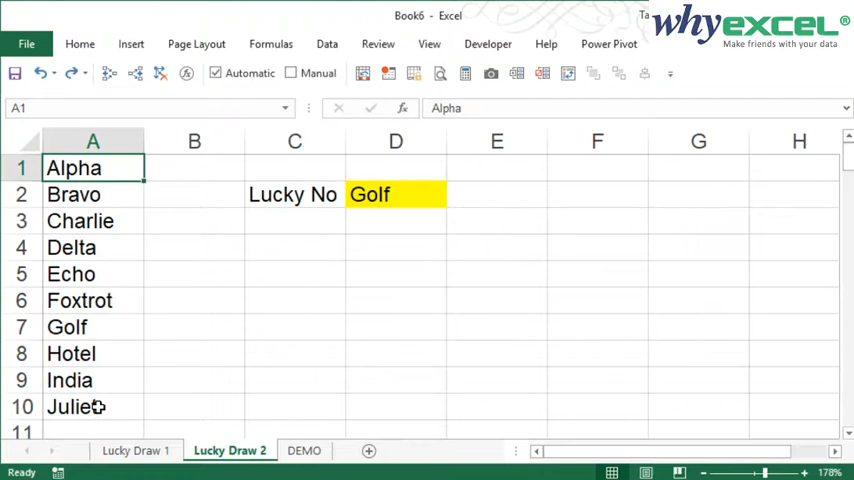 Book6 - Excel
Ta
whyEXCEL®
Make friends with your data
File Home Insert Page Layout Formulas Data Review View Developer Help Power Pivot
Automatic Manual
A1 fx Alpha
A B C D E F G H
1 Alpha
2 Bravo Lucky No Golf
3 Charlie
4 Delta
5 Echo
6 Foxtrot
7 Golf
8 Hotel
9 India
10 Juliet
11
Lucky Draw 1 Lucky Draw 2 DEMO
Ready 178%